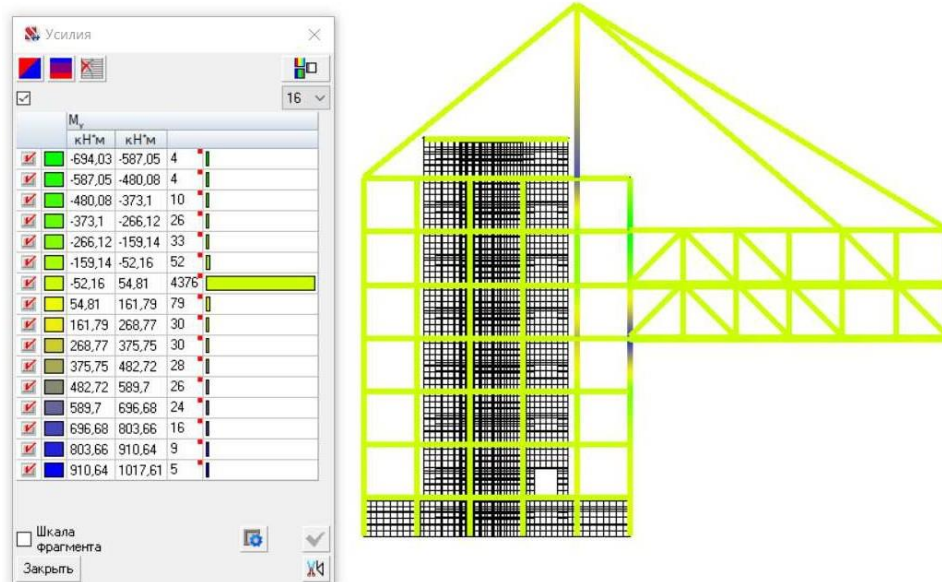 Усилия
16
My
кН*м кН*м
-694,03 -587,05 4
-587,05 -480,08 4
-480,08 -373,1 10
-373,1 -266,12 26
-266,12 -159,14 33
-159,14 -52,16 52
-52,16 54,81 4376
54,81 161,79 79
161,79 268,77 30
268,77 375,75 30
375,75 482,72 28
482,72 589,7 26
589,7 696,68 24
696,68 803,66 16
803,66 910,64 9
910,64 1017,61 5
Шкала
фрагмента
Закрыть